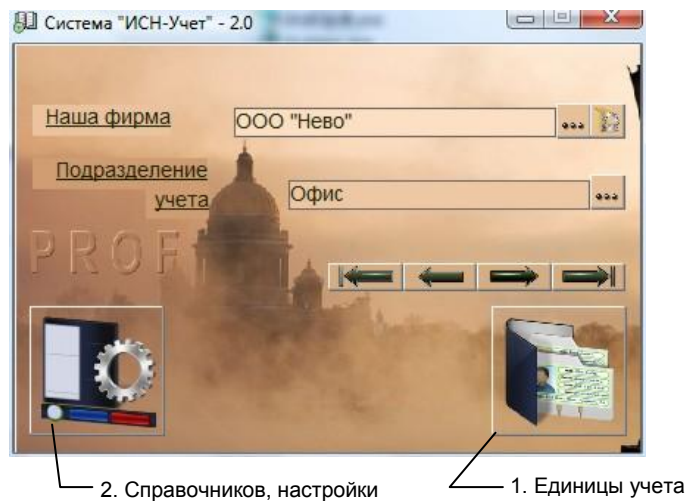 Система "ИСН-Учет" - 2.0
Наша фирма
ООО "Нево"
Подразделение
учета
Офис
PROF
2. Справочников, настройки
1. Единицы учета